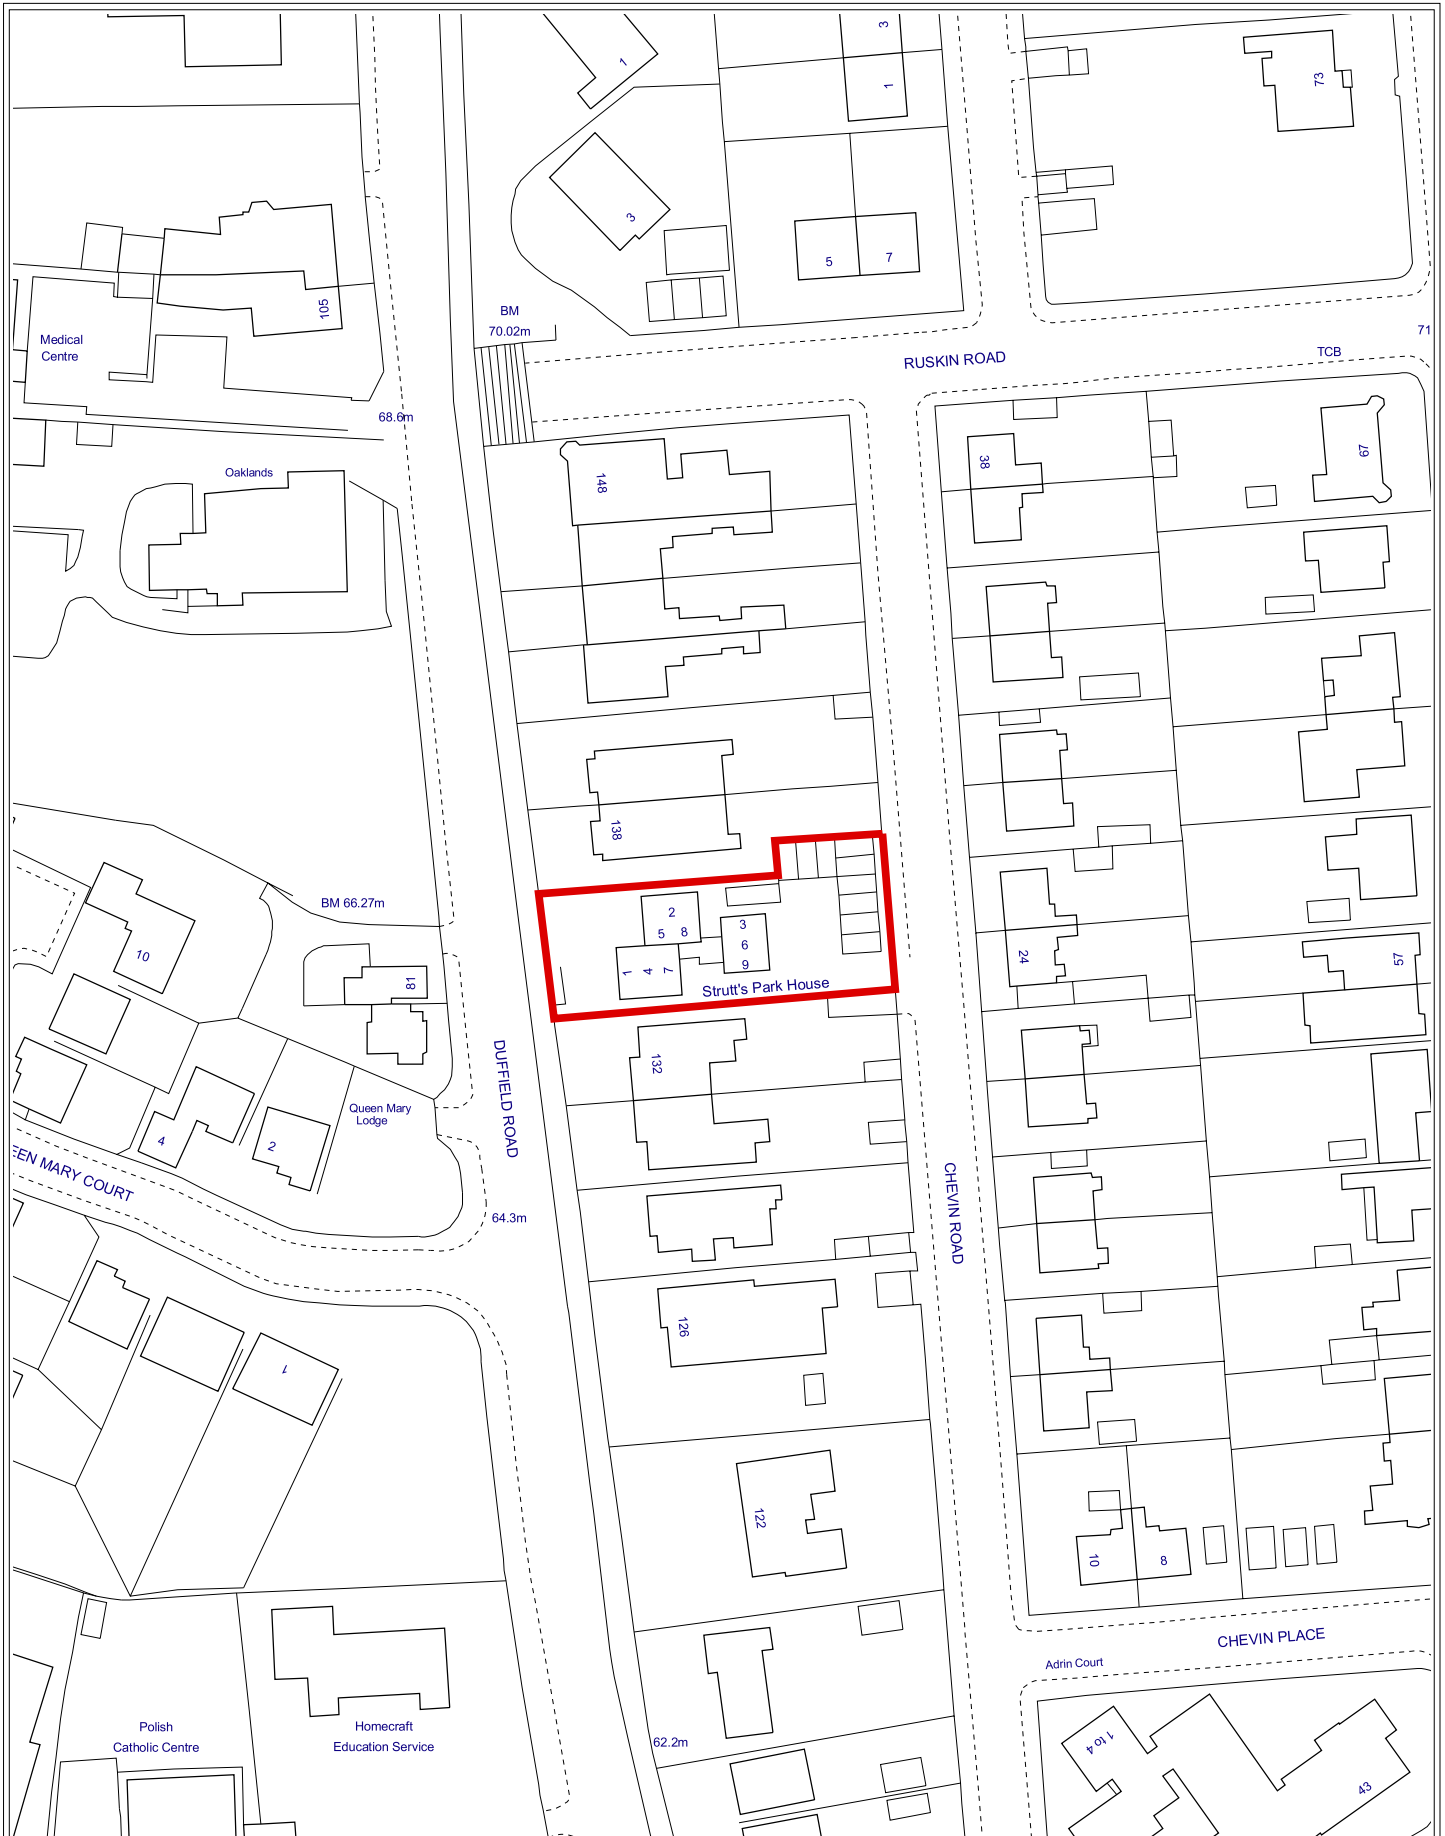 3
1
1
73
3
5
7
105
BM
70.02m
Medical
Centre
71
TCB
RUSKIN ROAD
68.6m
38
67
Oaklands
148
138
BM 66.27m
10
81
2
5 8
3
6
9
1 4 7
Strutt's Park House
24
57
132
DUFFIELD ROAD
Queen Mary
Lodge
4
2
EEN MARY COURT
64.3m
CHEVIN ROAD
126
1
122
10
8
CHEVIN PLACE
Adrin Court
Polish
Catholic Centre
Homecraft
Education Service
62.2m
1 to 4
43